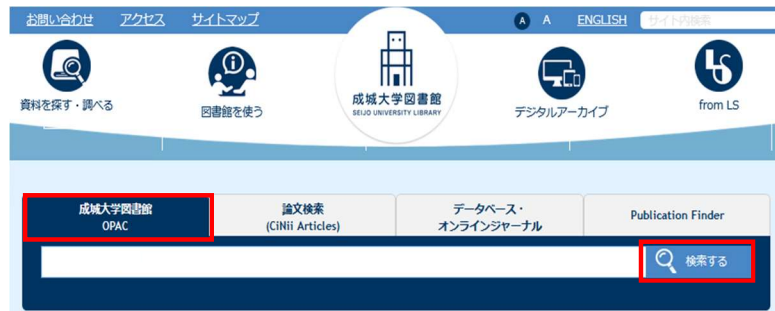 お問い合わせ アクセス サイトマップ A A ENGLISH サイト内検索
資料を探す・調べる
図書館を使う
成城大学図書館
SEIJO UNIVERSITY LIBRARY
デジタルアーカイブ
from LS
成城大学図書館
OPAC
論文検索
(CiNii Articles)
データベース・
オンラインジャーナル
Publication Finder
検索する